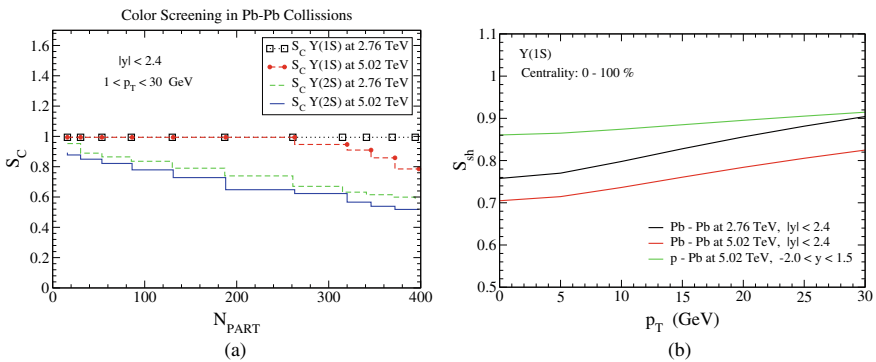 Color Screening in Pb-Pb Collissions
1.6
1.4
1.2
1
0.8
0.6
0.4
0.2
0
S_C
|y| < 2.4
1 < p_T < 30 GeV
S_C Y(1S) at 2.76 TeV
S_C Y(1S) at 5.02 TeV
S_C Y(2S) at 2.76 TeV
S_C Y(2S) at 5.02 TeV
0 100 200 300 400
N_PART
(a)
1
0.9
0.8
0.7
0.6
0.5
S_sh
Y(1S)
Centrality: 0 - 100 %
Pb - Pb at 2.76 TeV, |y| < 2.4
Pb - Pb at 5.02 TeV, |y| < 2.4
p - Pb at 5.02 TeV, -2.0 < y < 1.5
0 5 10 15 20 25 30
p_T (GeV)
(b)